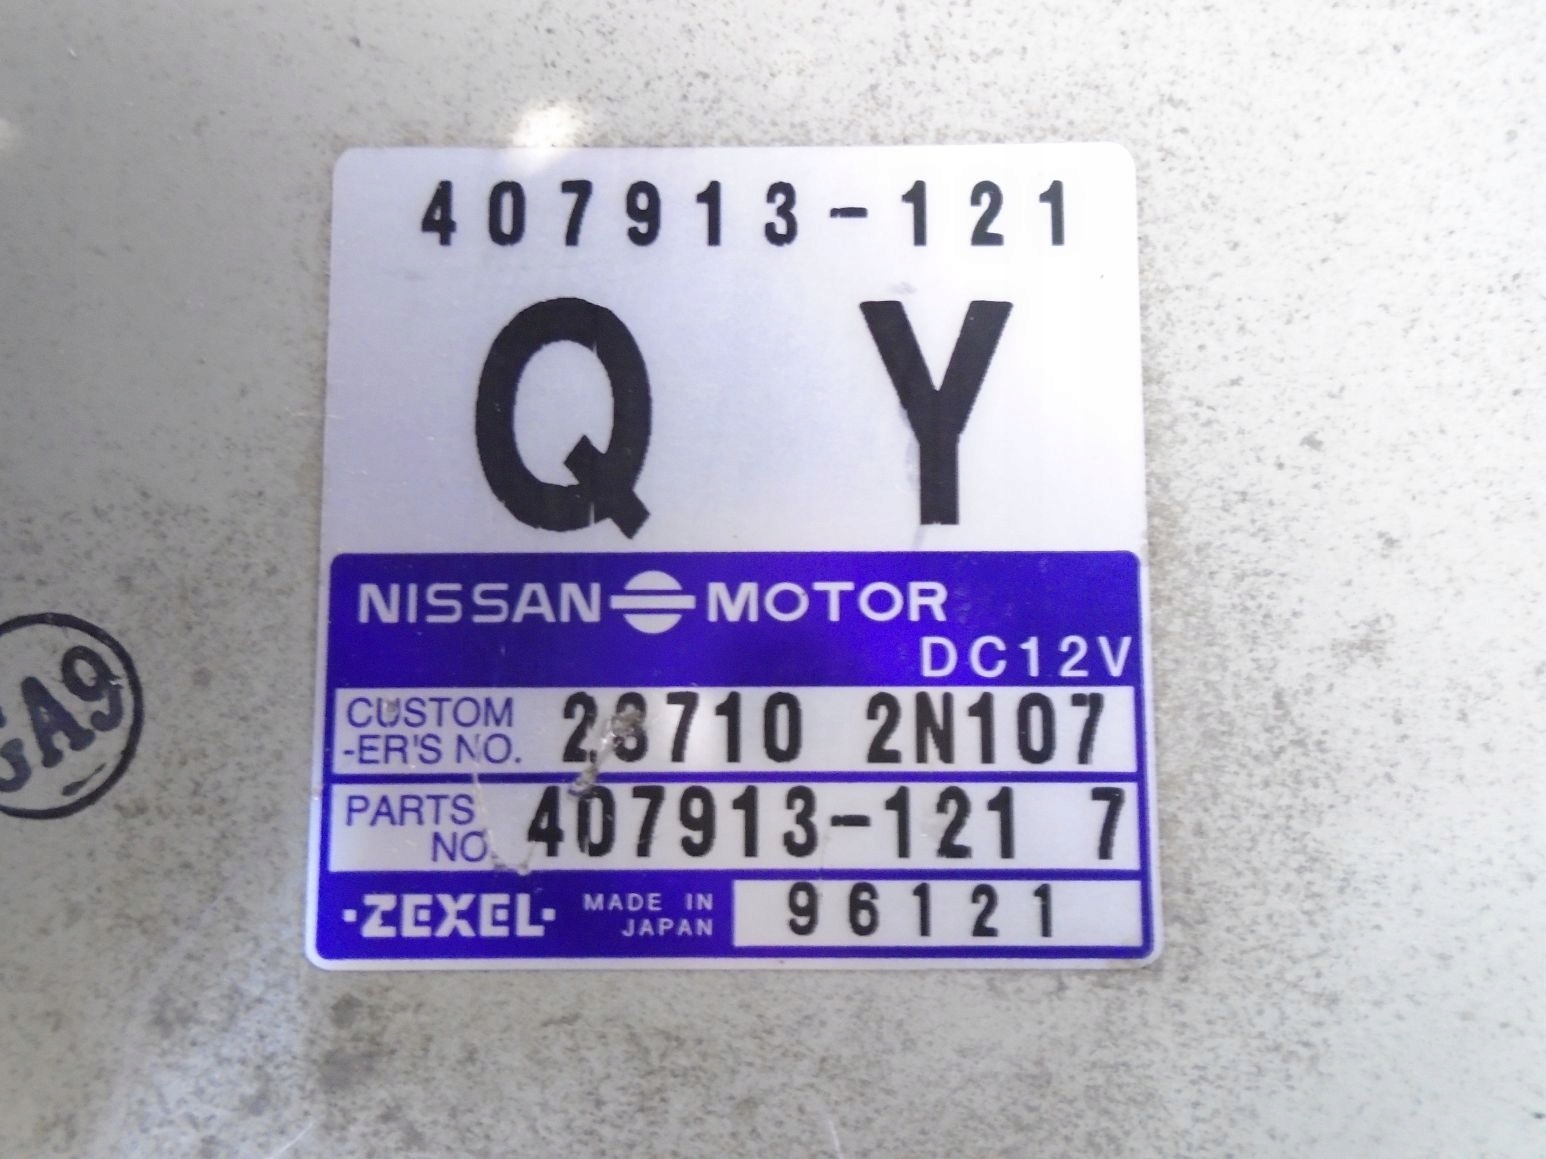 407913-121
Q Y
NISSAN MOTOR
DC12V
CUSTOM
-ER'S NO. 23710 2N107
PARTS
NO. 407913-121 7
·ZEXEL· MADE IN
JAPAN
96121
GA9